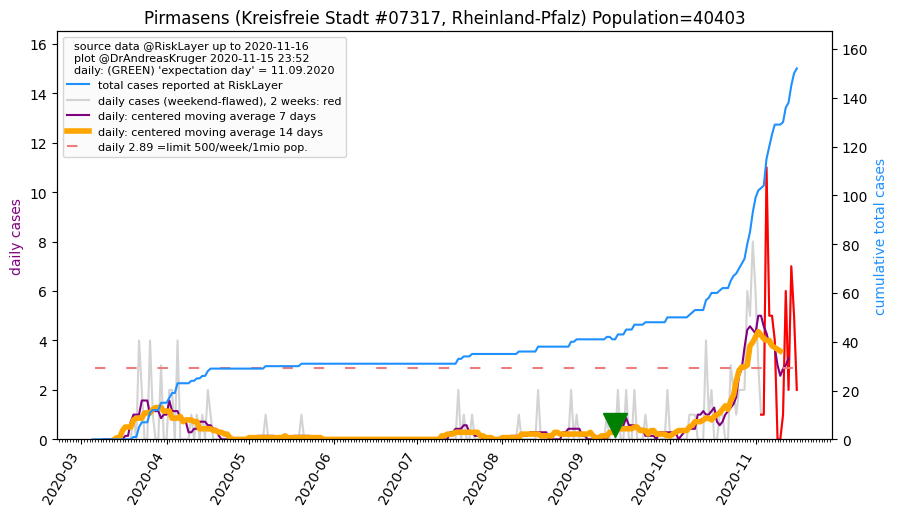 Pirmasens (Kreisfreie Stadt #07317, Rheinland-Pfalz) Population=40403
source data @RiskLayer up to 2020-11-16
plot @DrAndreasKruger 2020-11-15 23:52
daily: (GREEN) 'expectation day' = 11.09.2020
total cases reported at RiskLayer
daily cases (weekend-flawed), 2 weeks: red
daily: centered moving average 7 days
daily: centered moving average 14 days
daily 2.89 =limit 500/week/1mio pop.
daily cases
16
14
12
10
8
6
4
2
0
cumulative total cases
160
140
120
100
80
60
40
20
0
2020-03
2020-04
2020-05
2020-06
2020-07
2020-08
2020-09
2020-10
2020-11